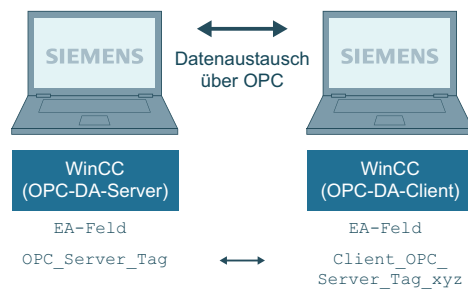 SIEMENS
Datenaustausch
über OPC
SIEMENS
WinCC
(OPC-DA-Server)
WinCC
(OPC-DA-Client)
EA-Feld
EA-Feld
OPC_Server_Tag
Client_OPC_
Server_Tag_xyz